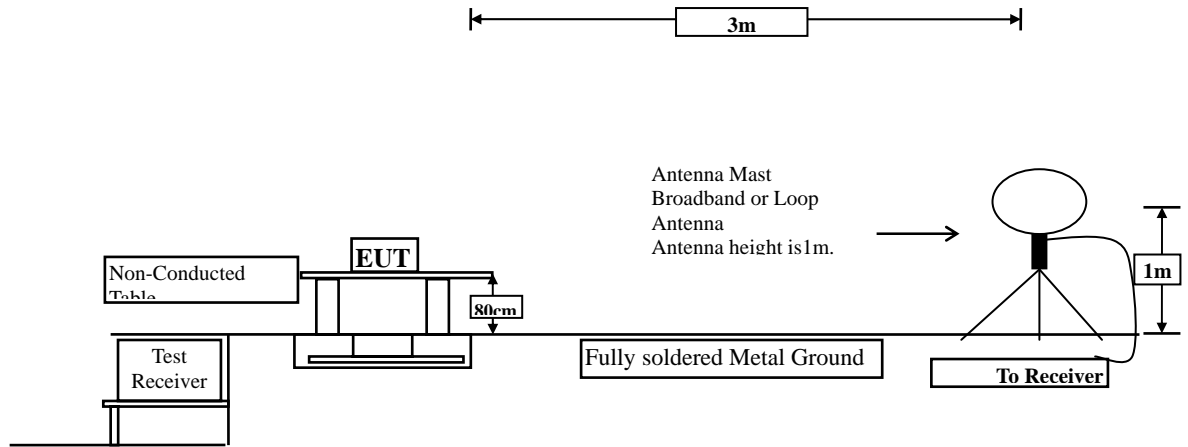 3m
Antenna Mast
Broadband or Loop
Antenna
Antenna height is1m.
EUT
Non-Conducted
Table
80cm
1m
Test
Receiver
Fully soldered Metal Ground
To Receiver